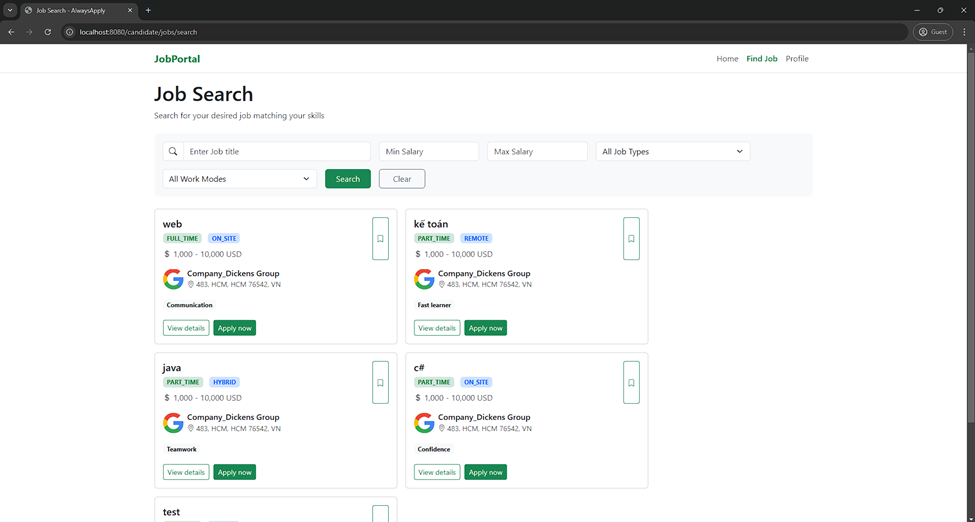 Job Search - AlwaysApply
localhost:8080/candidate/jobs/search
Guest
JobPortal
Home Find Job Profile
Job Search
Search for your desired job matching your skills
Enter Job title
Min Salary
Max Salary
All Job Types
All Work Modes
Search
Clear
web
FULL_TIME ON_SITE
$ 1,000 - 10,000 USD
Company_Dickens Group
483, HCM, HCM 76542, VN
Communication
View details Apply now
kế toán
PART_TIME REMOTE
$ 1,000 - 10,000 USD
Company_Dickens Group
483, HCM, HCM 76542, VN
Fast learner
View details Apply now
java
PART_TIME HYBRID
$ 1,000 - 10,000 USD
Company_Dickens Group
483, HCM, HCM 76542, VN
Teamwork
View details Apply now
c#
PART_TIME ON_SITE
$ 1,000 - 10,000 USD
Company_Dickens Group
483, HCM, HCM 76542, VN
Confidence
View details Apply now
test